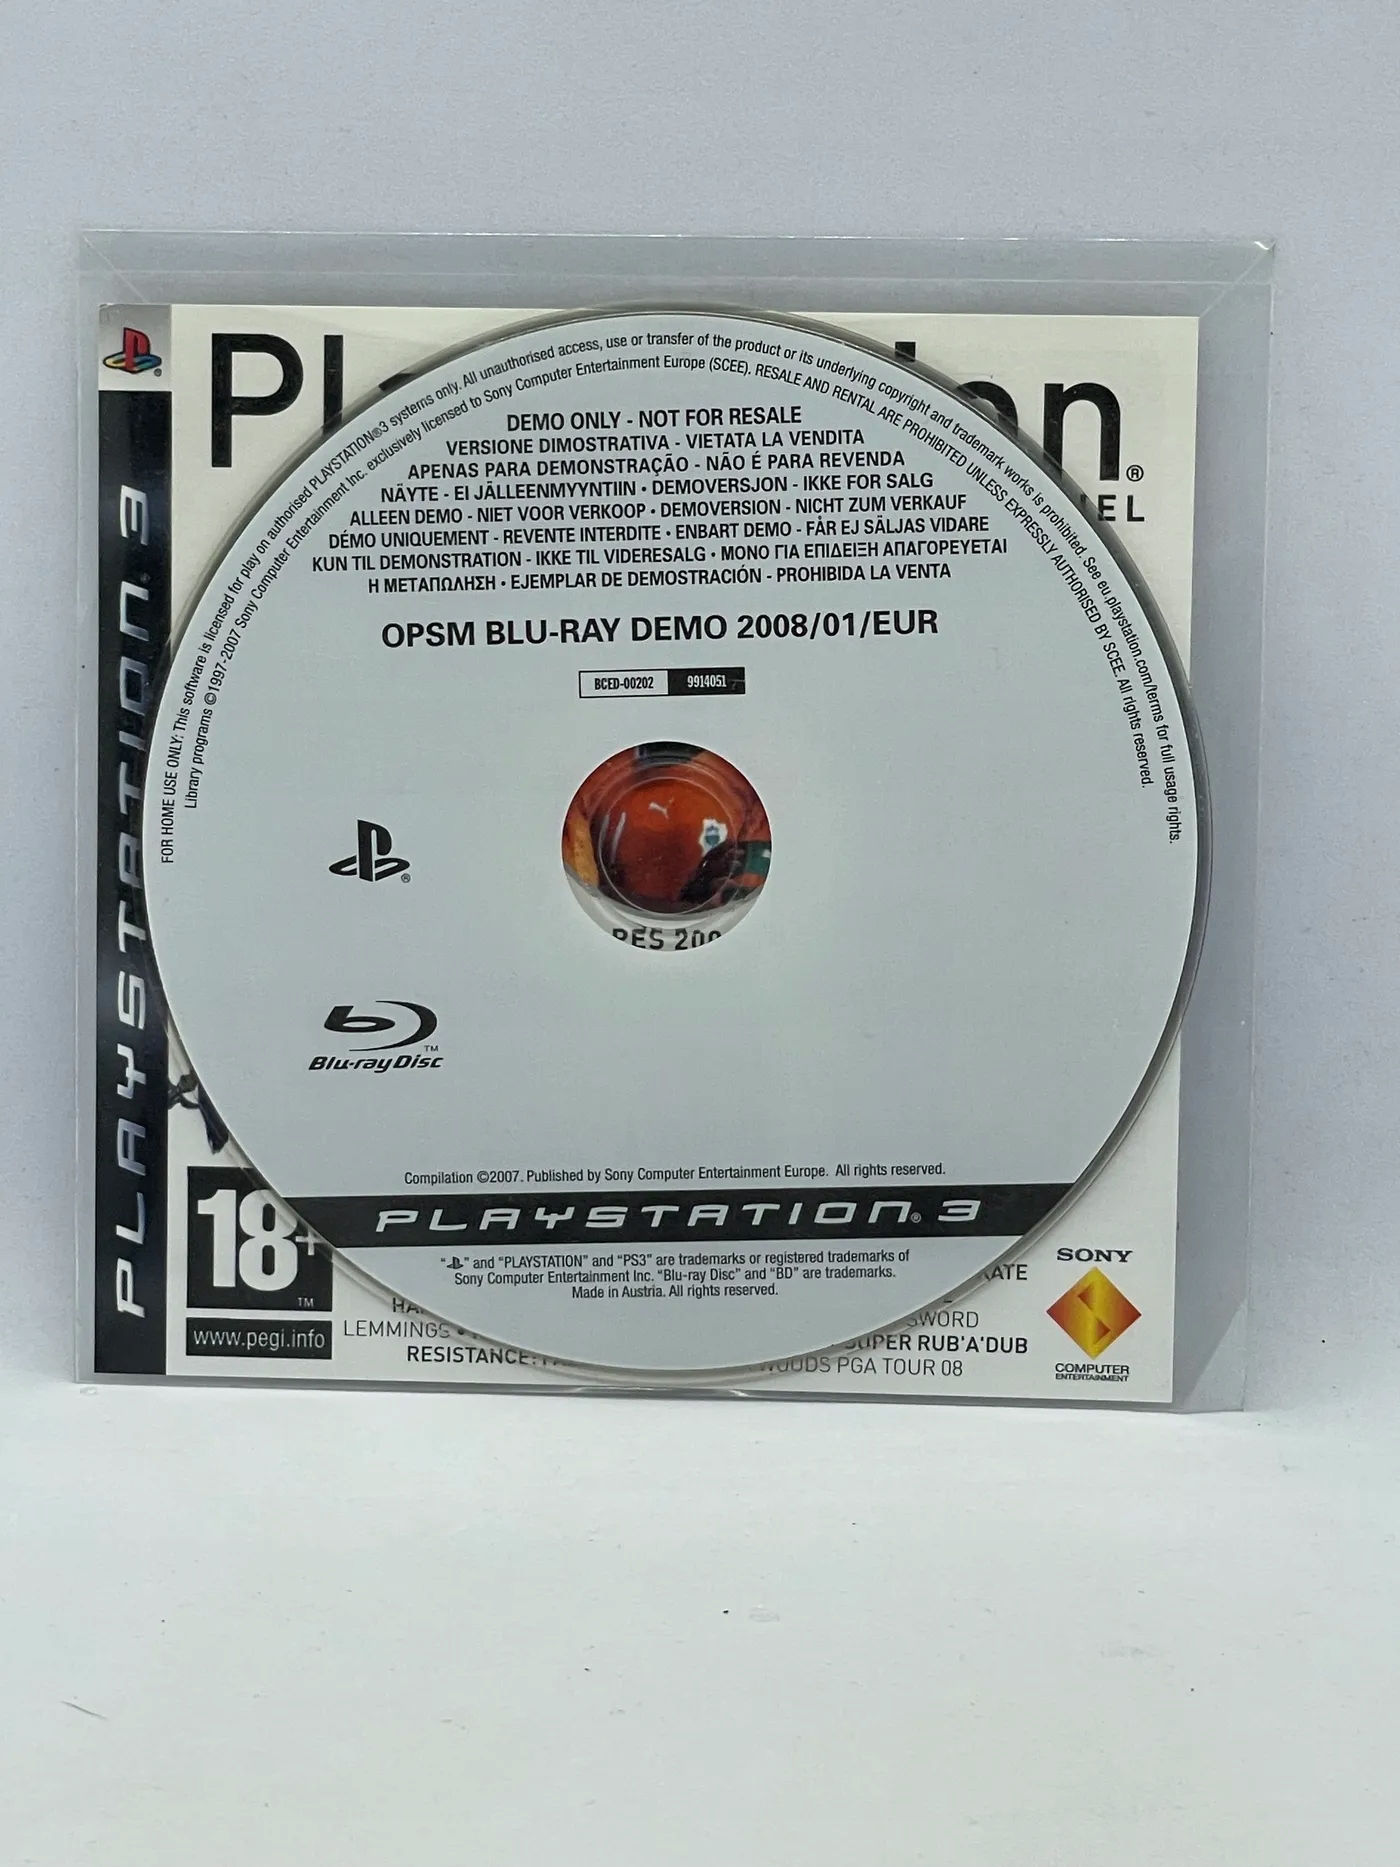 PLAYSTATION 3
®
FOR HOME USE ONLY: This software is licensed for play on authorised PLAYSTATION®3 systems only. All unauthorised access, use or transfer of the product or its underlying copyright and trademark works is prohibited. See eu.playstation.com/terms for full usage rights.
Library programs ©1997-2007 Sony Computer Entertainment Inc. exclusively licensed to Sony Computer Entertainment Europe (SCEE). RESALE AND RENTAL ARE PROHIBITED UNLESS EXPRESSLY AUTHORISED BY SCEE. All rights reserved.
DEMO ONLY - NOT FOR RESALE
VERSIONE DIMOSTRATIVA - VIETATA LA VENDITA
APENAS PARA DEMONSTRAÇÃO - NÃO É PARA REVENDA
NÄYTE - EI JÄLLEENMYYNTIIN • DEMOVERSJON - IKKE FOR SALG
ALLEEN DEMO - NIET VOOR VERKOOP • DEMOVERSION - NICHT ZUM VERKAUF
DÉMO UNIQUEMENT - REVENTE INTERDITE • ENBART DEMO - FÅR EJ SÄLJAS VIDARE
KUN TIL DEMONSTRATION - IKKE TIL VIDERESALG • ΜΟΝΟ ΓΙΑ ΕΠΙΔΕΙΞΗ ΑΠΑΓΟΡΕΥΕΤΑΙ
Η ΜΕΤΑΠΩΛΗΣΗ • EJEMPLAR DE DEMOSTRACIÓN - PROHIBIDA LA VENTA
OPSM BLU-RAY DEMO 2008/01/EUR
BCED-00202 9914051
PES 200
®
Blu-ray Disc ™
Compilation ©2007. Published by Sony Computer Entertainment Europe. All rights reserved.
PLAYSTATION®3
" " and "PLAYSTATION" and "PS3" are trademarks or registered trademarks of
Sony Computer Entertainment Inc. "Blu-ray Disc" and "BD" are trademarks.
Made in Austria. All rights reserved.
18+
™
www.pegi.info
LEMMINGS •
SUPER RUB'A'DUB
RESISTANCE:
PGA TOUR 08
SONY
COMPUTER
ENTERTAINMENT